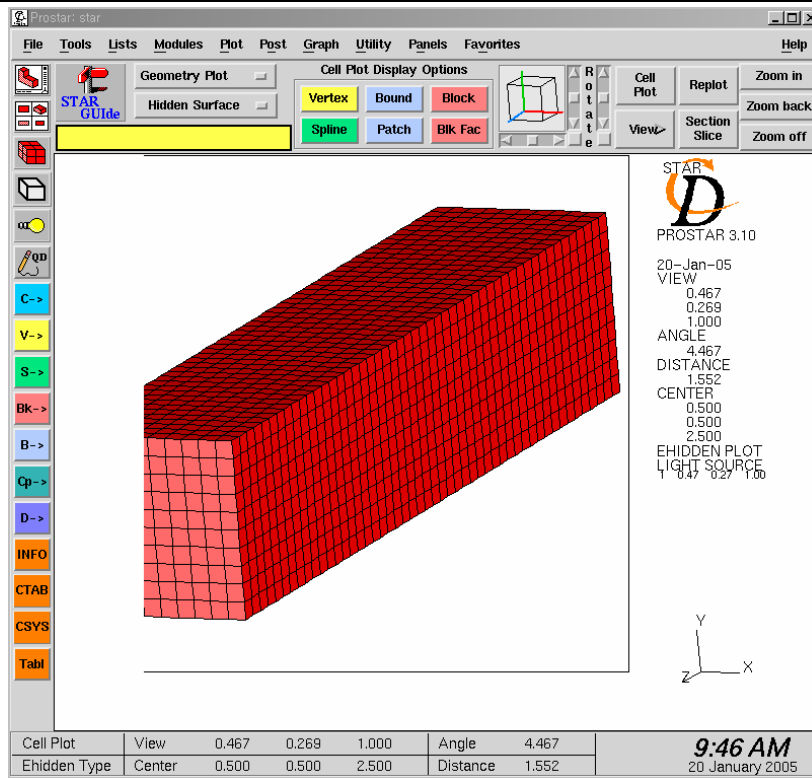 Prostar: star
File Tools Lists Modules Plot Post Graph Utility Panels Favorites Help
STAR
GUIde
Geometry Plot
Hidden Surface
Cell Plot Display Options
Vertex Bound Block
Spline Patch Blk Fac
Rotate
Cell
Plot
Replot
Zoom in
View>
Section
Slice
Zoom back
Zoom off
QD
C->
V->
S->
Bk->
B->
Cp->
D->
INFO
CTAB
CSYS
Tabl
STAR
D
PROSTAR 3.10
20-Jan-05
VIEW
0.467
0.269
1.000
ANGLE
4.467
DISTANCE
1.552
CENTER
0.500
0.500
2.500
EHIDDEN PLOT
LIGHT SOURCE
1 0.47 0.27 1.00
Y
X
Z
Cell Plot View 0.467 0.269 1.000 Angle 4.467
Ehidden Type Center 0.500 0.500 2.500 Distance 1.552
9:46 AM
20 January 2005